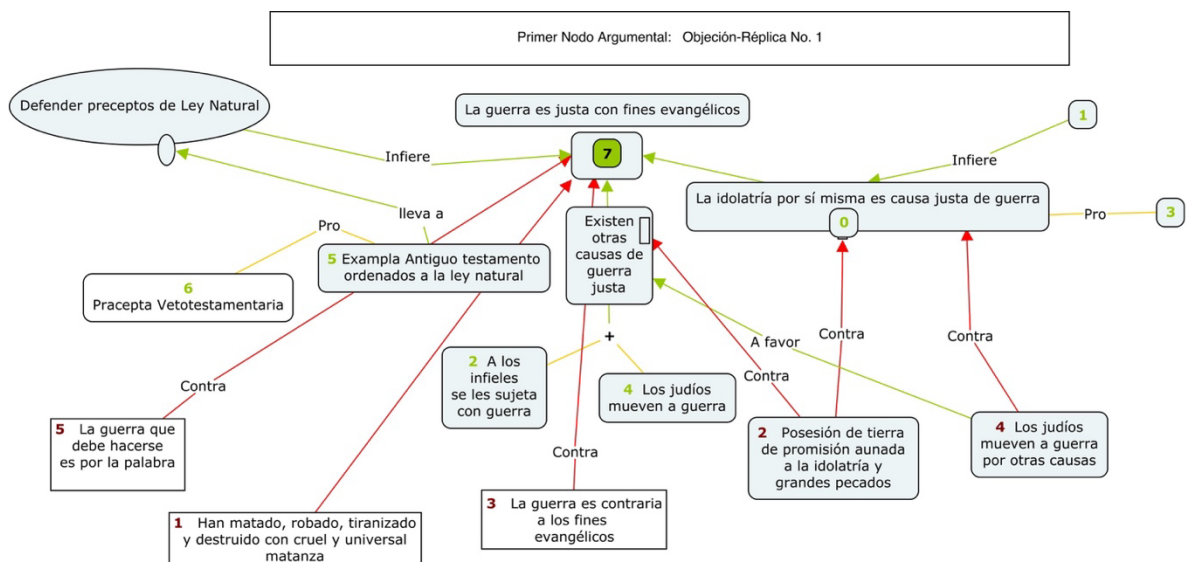 Primer Nodo Argumental: Objeción-Réplica No. 1
Defender preceptos de Ley Natural
La guerra es justa con fines evangélicos
7
1
Infiere
Infiere
La idolatría por sí misma es causa justa de guerra
0
Pro
3
lleva a
Pro
Existen
otras
causas de
guerra
justa
5 Exampla Antiguo testamento
ordenados a la ley natural
6
Pracepta Vetotestamentaria
+
Contra
Contra
A favor
Contra
Contra
2 A los
infieles
se les sujeta
con guerra
4 Los judíos
mueven a guerra
5 La guerra que
debe hacerse
es por la palabra
2 Posesión de tierra
de promisión aunada
a la idolatría y
grandes pecados
4 Los judíos
mueven a guerra
por otras causas
Contra
3 La guerra es contraria
a los fines
evangélicos
1 Han matado, robado, tiranizado
y destruido con cruel y universal
matanza